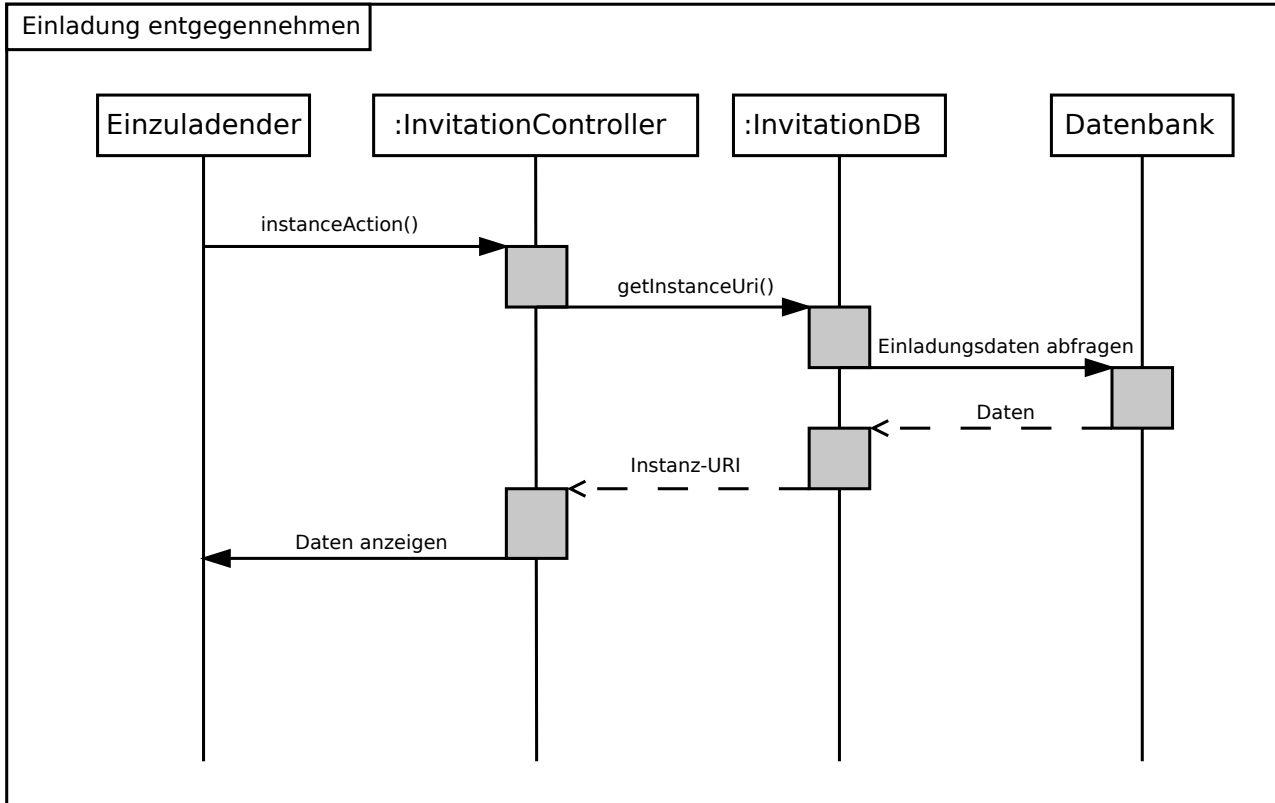 Einladung entgegennehmen
Einzuladender
:InvitationController
:InvitationDB
Datenbank
instanceAction()
getInstanceUri()
Einladungsdaten abfragen
Daten
Instanz-URI
Daten anzeigen